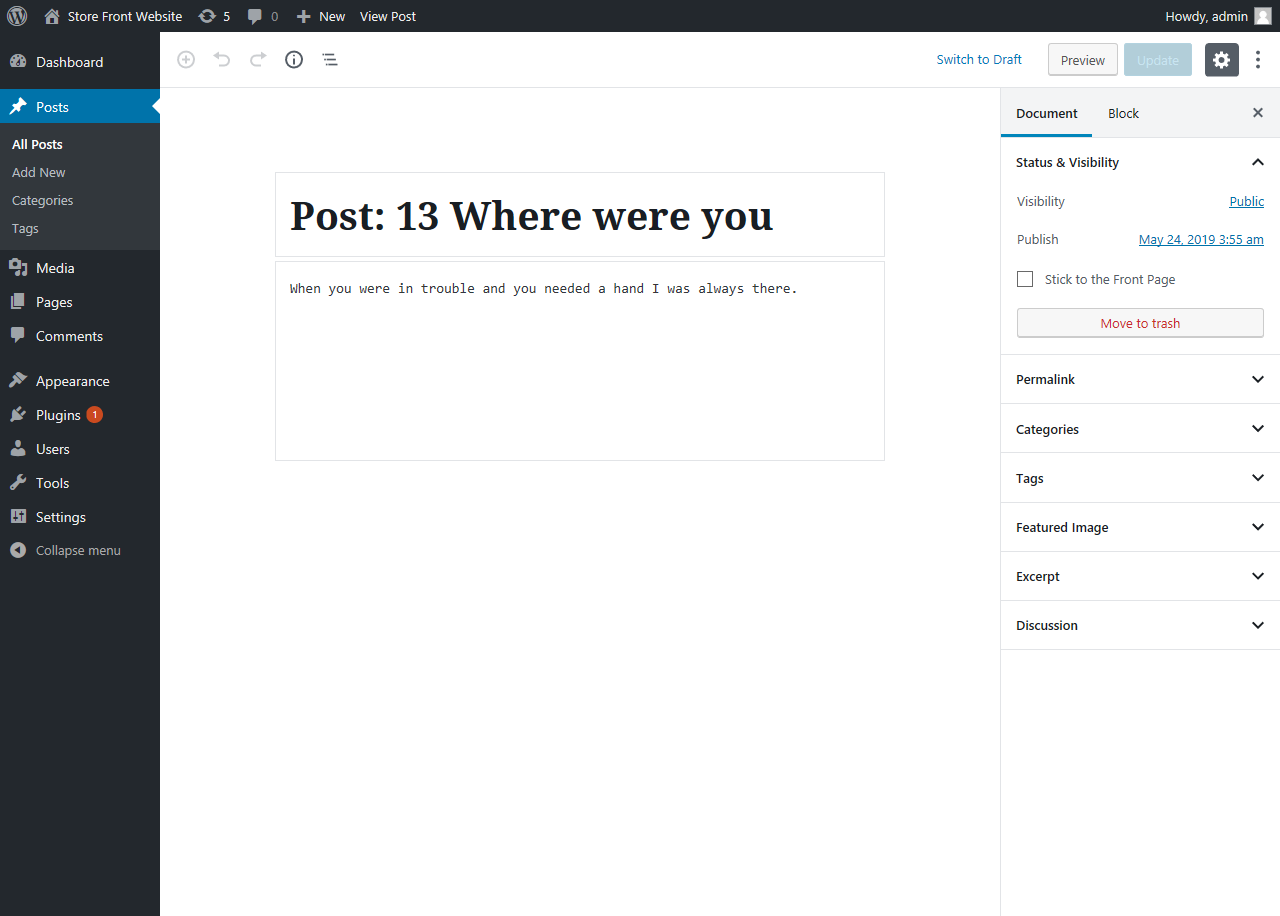 Store Front Website 5 0 New View Post Howdy, admin
Dashboard
Posts
All Posts
Add New
Categories
Tags
Media
Pages
Comments
Appearance
Plugins 1
Users
Tools
Settings
Collapse menu
Switch to Draft Preview Update
Post: 13 Where were you
When you were in trouble and you needed a hand I was always there.
Document Block
Status & Visibility
Visibility Public
Publish May 24, 2019 3:55 am
Stick to the Front Page
Move to trash
Permalink
Categories
Tags
Featured Image
Excerpt
Discussion